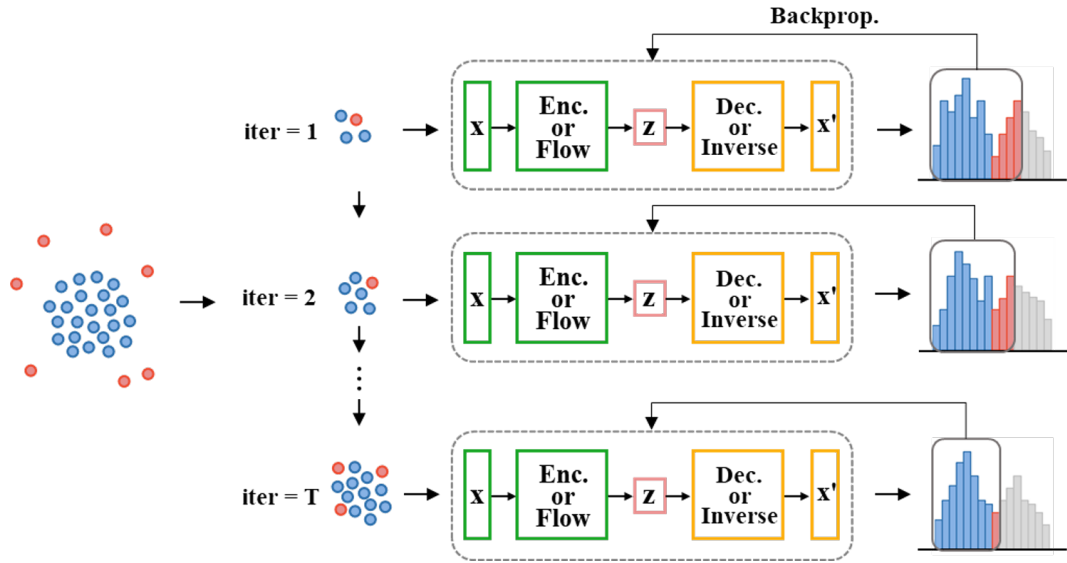 Backprop.
iter = 1
x
Enc.
or
Flow
z
Dec.
or
Inverse
x'
iter = 2
x
Enc.
or
Flow
z
Dec.
or
Inverse
x'
iter = T
x
Enc.
or
Flow
z
Dec.
or
Inverse
x'